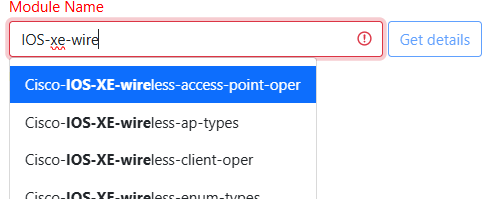 Module Name
IOS-xe-wire
Get details
Cisco-IOS-XE-wireless-access-point-oper
Cisco-IOS-XE-wireless-ap-types
Cisco-IOS-XE-wireless-client-oper
Cisco-IOS-XE-wireless-enum-types